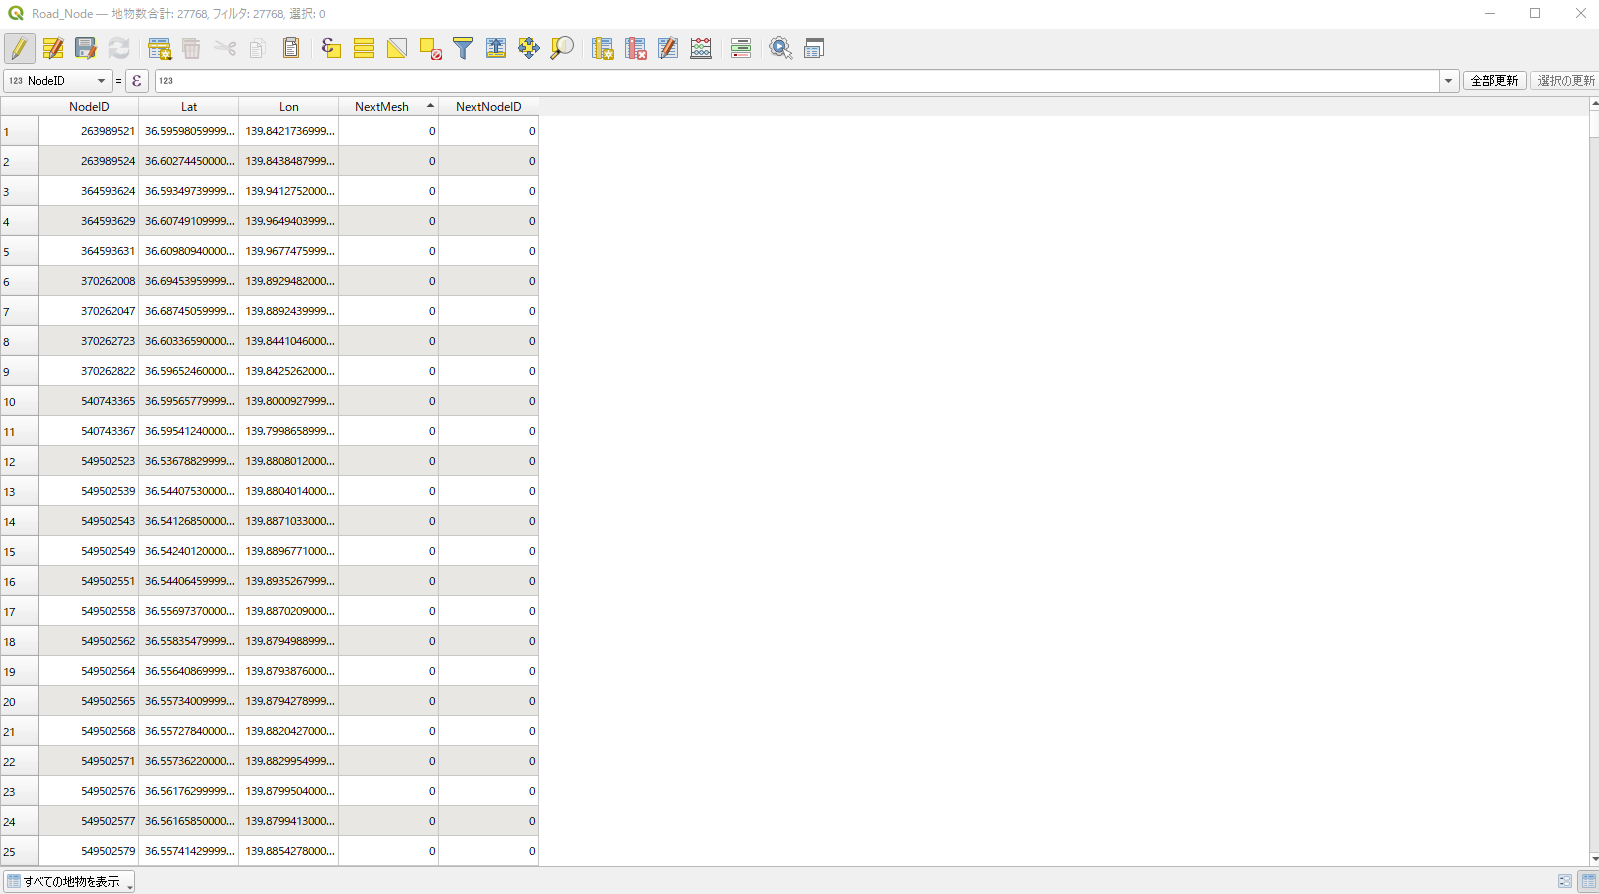 Road_Node — 地物数合計: 27768, フィルタ: 27768, 選択: 0
123 NodeID = ε 123 全部更新 選択の更新
NodeID Lat Lon NextMesh NextNodeID
1 263989521 36.59598059999... 139.8421736999... 0 0
2 263989524 36.60274450000... 139.8438487999... 0 0
3 364593624 36.59349739999... 139.9412752000... 0 0
4 364593629 36.60749109999... 139.9649403999... 0 0
5 364593631 36.60980940000... 139.9677475999... 0 0
6 370262008 36.69453959999... 139.8929482000... 0 0
7 370262047 36.68745059999... 139.8892439999... 0 0
8 370262723 36.60336590000... 139.8441046000... 0 0
9 370262822 36.59652460000... 139.8425262000... 0 0
10 540743365 36.59565779999... 139.8000927999... 0 0
11 540743367 36.59541240000... 139.7998658999... 0 0
12 549502523 36.53678829999... 139.8808012000... 0 0
13 549502539 36.54407530000... 139.8804014000... 0 0
14 549502543 36.54126850000... 139.8871033000... 0 0
15 549502549 36.54240120000... 139.8896771000... 0 0
16 549502551 36.54406459999... 139.8935267999... 0 0
17 549502558 36.55697370000... 139.8870209000... 0 0
18 549502562 36.55835479999... 139.8794988999... 0 0
19 549502564 36.55640869999... 139.8793876000... 0 0
20 549502565 36.55734009999... 139.8794278999... 0 0
21 549502568 36.55727840000... 139.8820427000... 0 0
22 549502571 36.55736220000... 139.8829954999... 0 0
23 549502576 36.56176299999... 139.8799504000... 0 0
24 549502577 36.56165850000... 139.8799413000... 0 0
25 549502579 36.55741429999... 139.8854278000... 0 0
すべての地物を表示